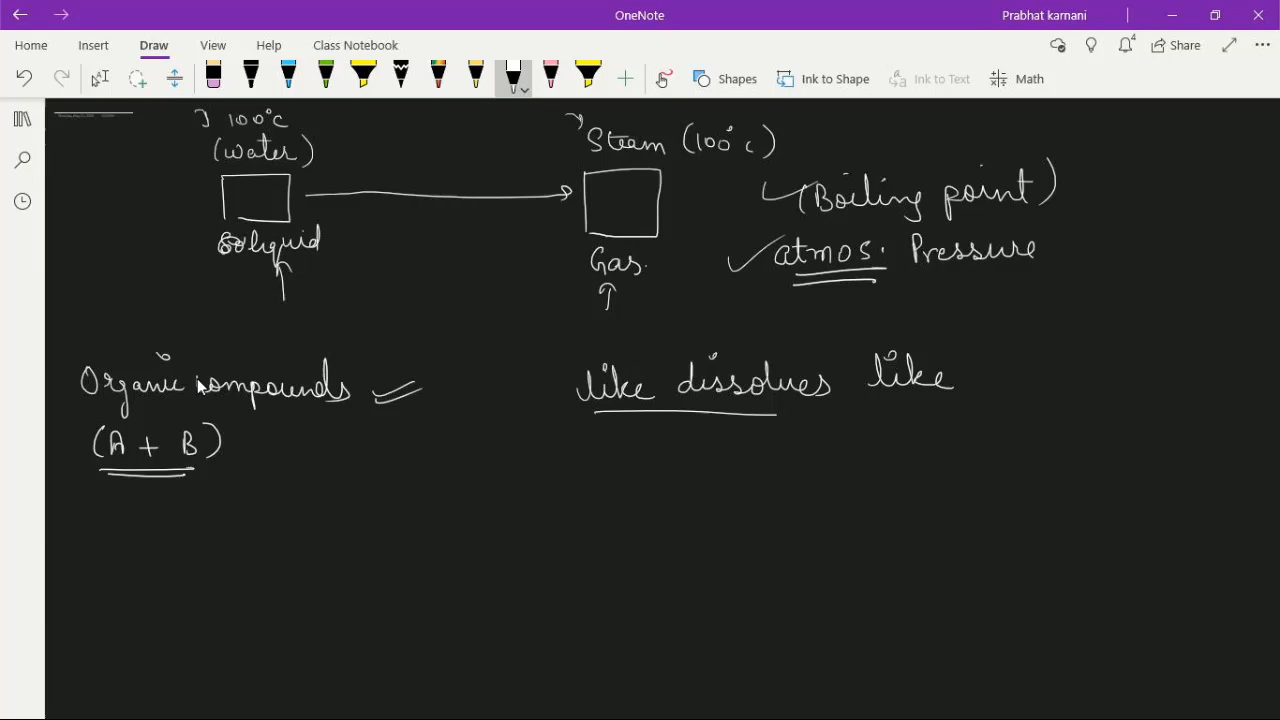 OneNote
Prabhat karnani
Home Insert Draw View Help Class Notebook
4
Share
Shapes
Ink to Shape
Ink to Text
Math
100°c
(water)
Steam (100°c)
(Boiling point)
liquid
Gas.
atmos. Pressure
Organic compounds
like dissolves like
(A + B)